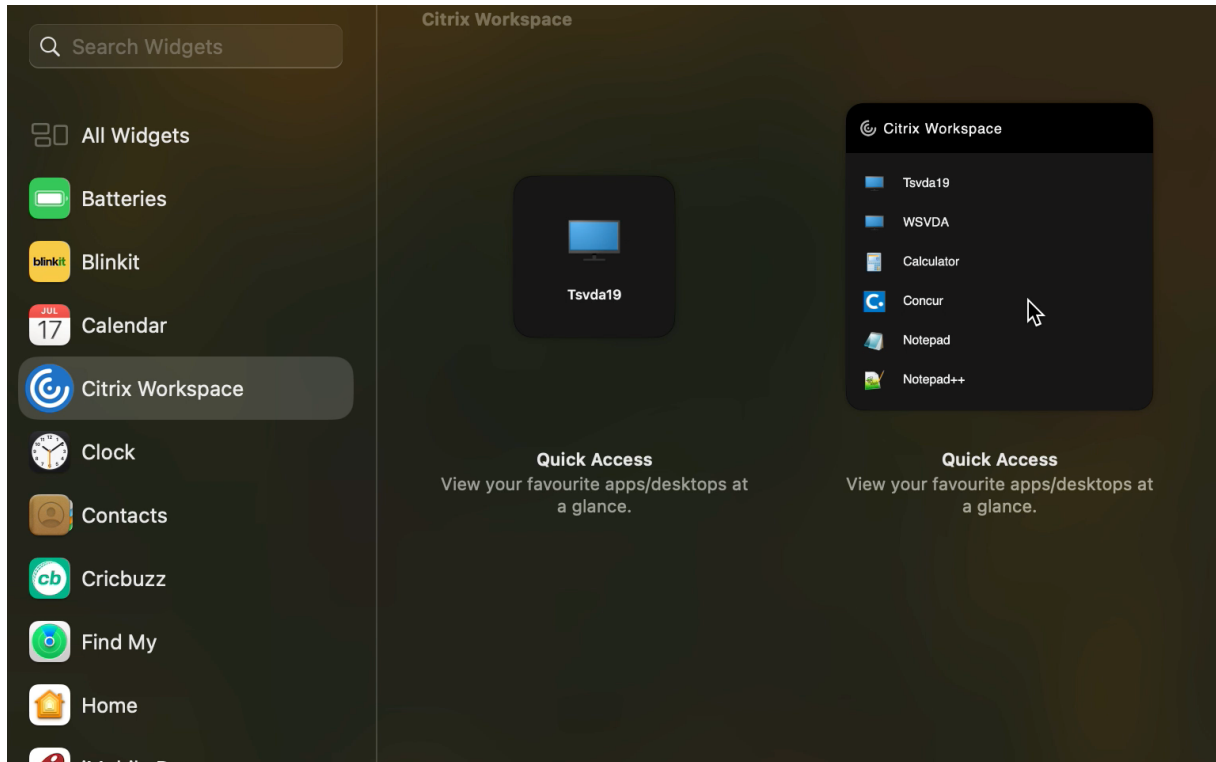 Search Widgets
All Widgets
Batteries
blinkit
Blinkit
JUL
17
Calendar
Citrix Workspace
Clock
Contacts
cb
Cricbuzz
Find My
Home
Citrix Workspace
Tsvda19
Quick Access
View your favourite apps/desktops at
a glance.
Citrix Workspace
Tsvda19
WSVDA
Calculator
C.
Concur
Notepad
Notepad++
Quick Access
View your favourite apps/desktops at
a glance.